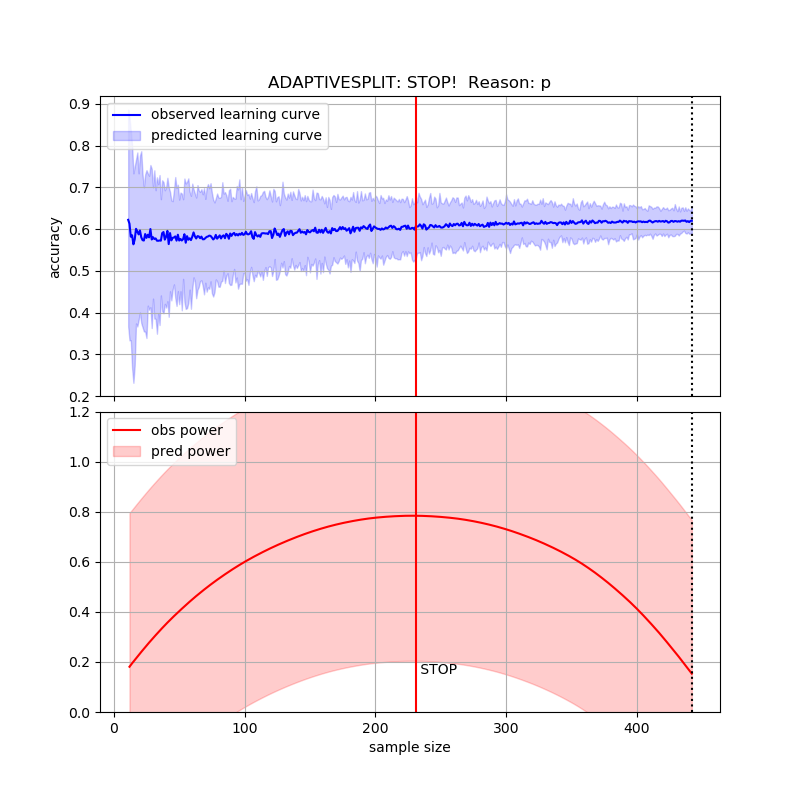 ADAPTIVESPLIT: STOP!  Reason: p
0.9
observed learning curve
predicted learning curve
0.8
0.7
0.6
accuracy
0.5
0.4
0.3
0.2
1.2
obs power
pred power
1.0
0.8
0.6
0.4
0.2
STOP
0.0
0
100
200
300
400
sample size